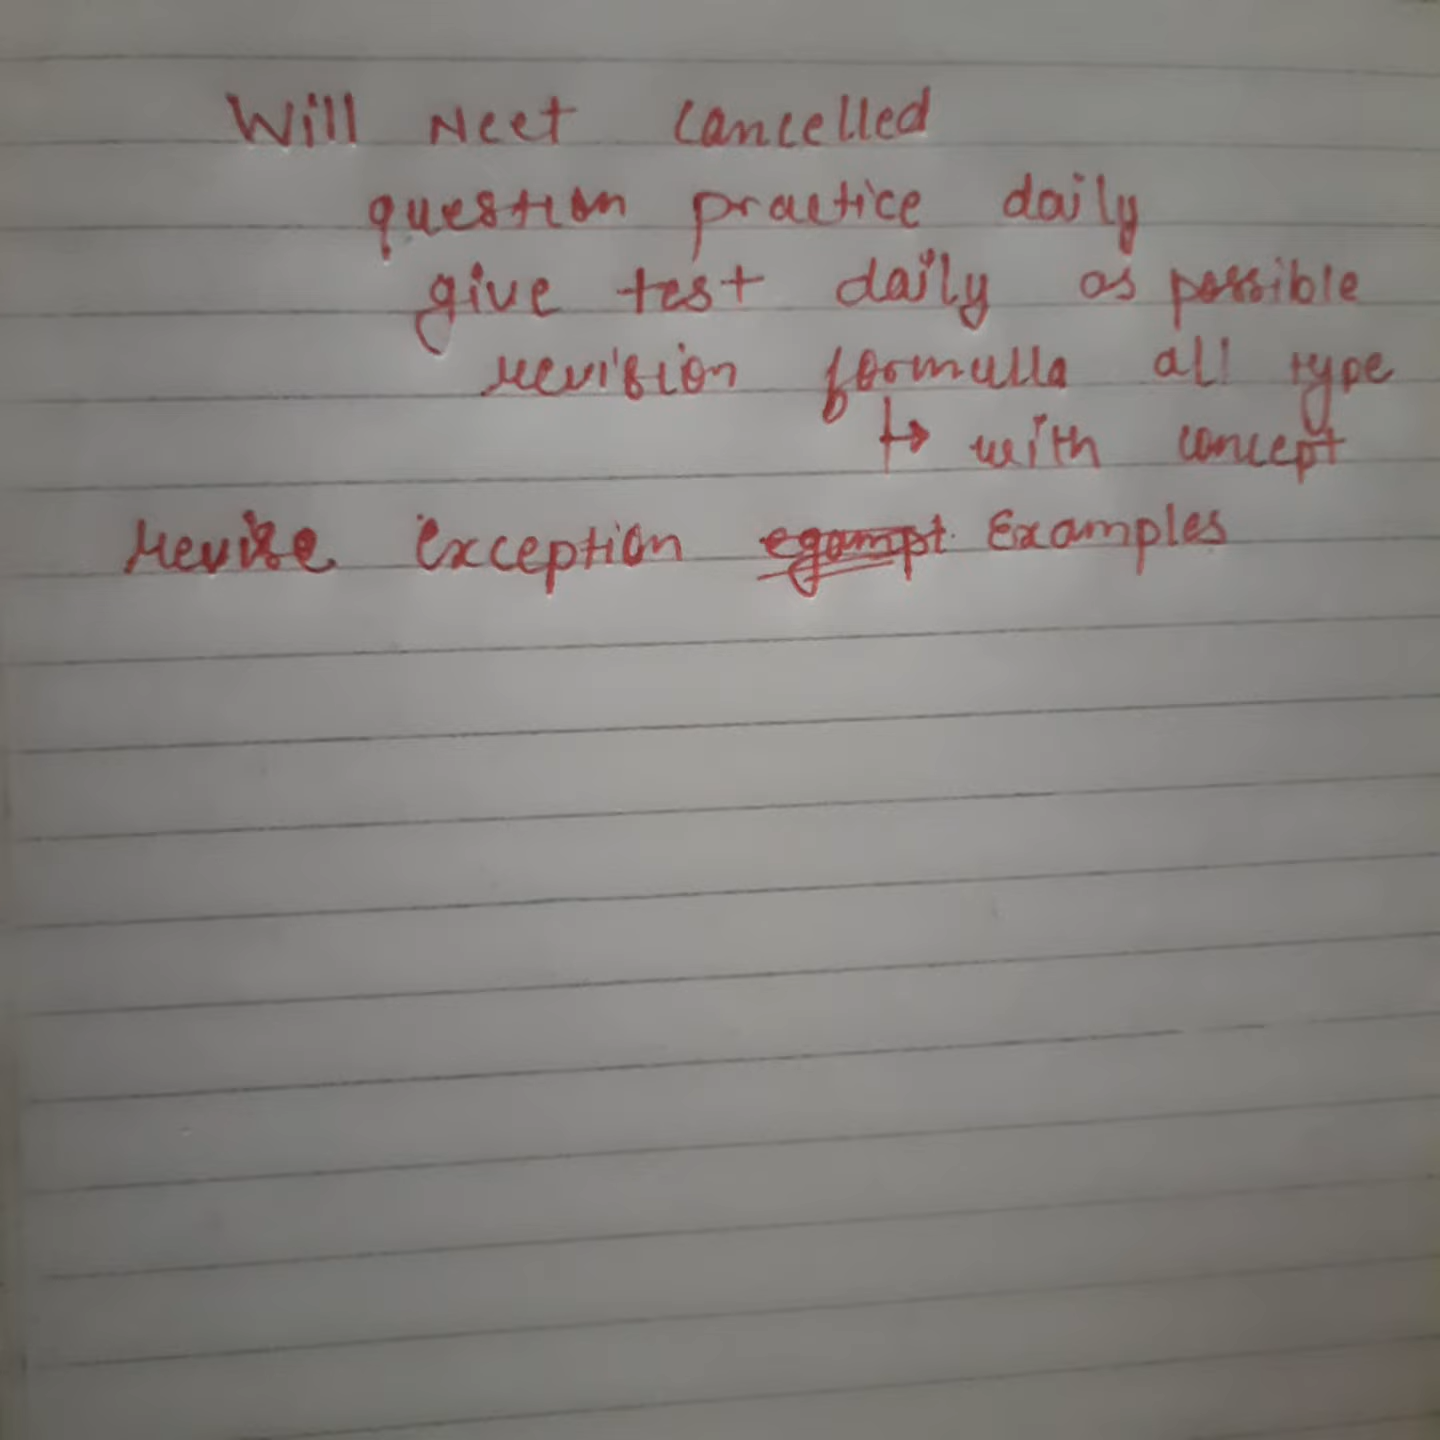 Will Neet cancelled
question practice daily
give test daily as possible
revision formulla all type
↳ with concept
revise exception Examples